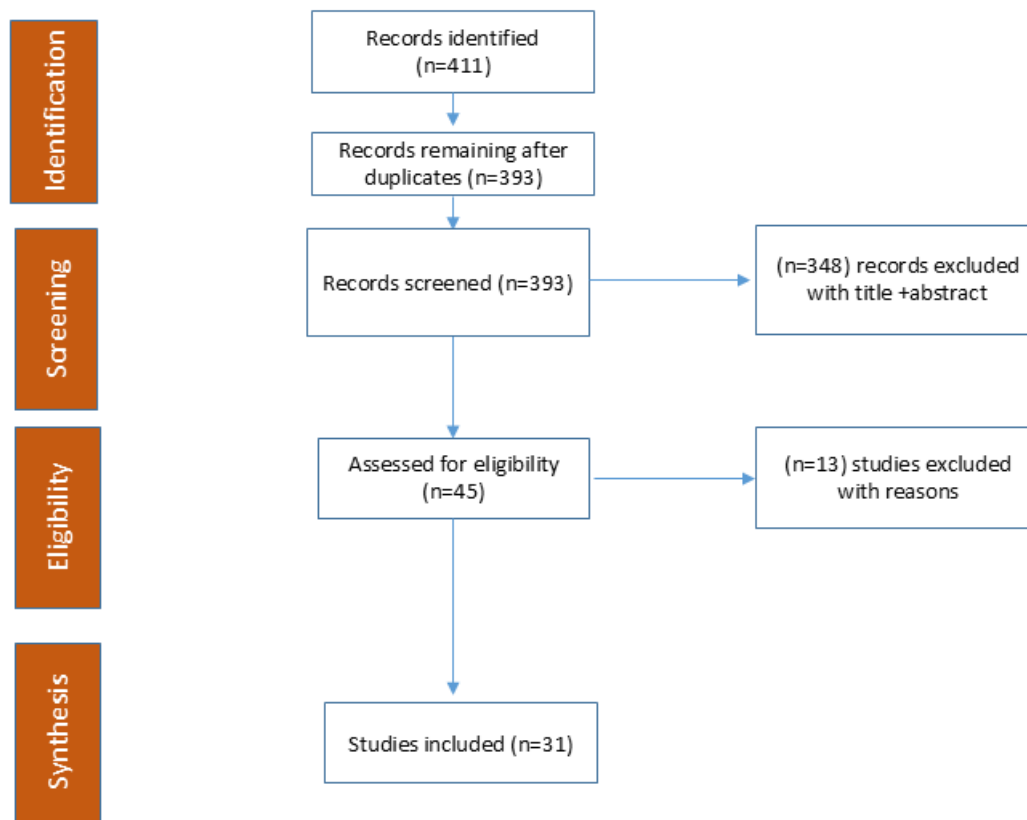 Identification
Records identified
(n=411)
Records remaining after
duplicates (n=393)
Screening
Records screened (n=393)
(n=348) records excluded
with title +abstract
Eligibility
Assessed for eligibility
(n=45)
(n=13) studies excluded
with reasons
Synthesis
Studies included (n=31)